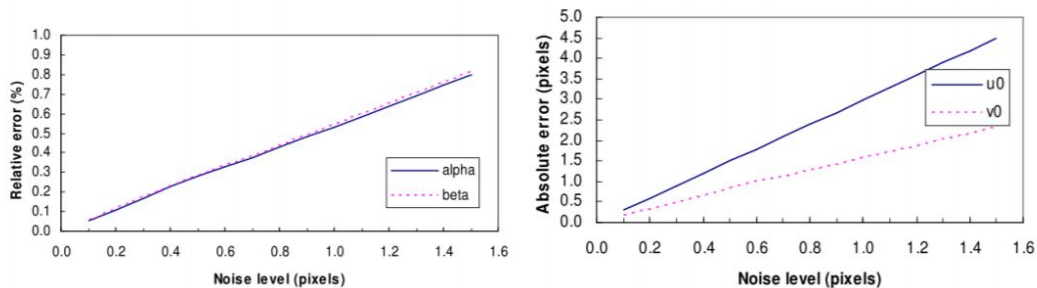 Relative error (%)
1.0
0.9
0.8
0.7
0.6
0.5
0.4
0.3
0.2
0.1
0.0
alpha
beta
0.0 0.2 0.4 0.6 0.8 1.0 1.2 1.4 1.6
Noise level (pixels)
Absolute error (pixels)
5.0
4.5
4.0
3.5
3.0
2.5
2.0
1.5
1.0
0.5
0.0
u0
v0
0.0 0.2 0.4 0.6 0.8 1.0 1.2 1.4 1.6
Noise level (pixels)